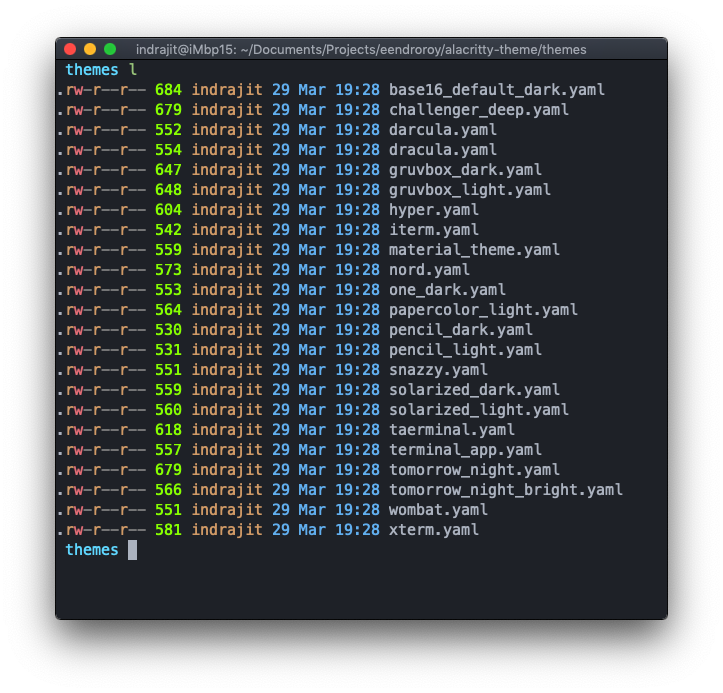 indrajit@iMbp15: ~/Documents/Projects/eendroroy/alacritty-theme/themes
themes l
.rw-r--r-- 684 indrajit 29 Mar 19:28 base16_default_dark.yaml
.rw-r--r-- 679 indrajit 29 Mar 19:28 challenger_deep.yaml
.rw-r--r-- 552 indrajit 29 Mar 19:28 darcula.yaml
.rw-r--r-- 554 indrajit 29 Mar 19:28 dracula.yaml
.rw-r--r-- 647 indrajit 29 Mar 19:28 gruvbox_dark.yaml
.rw-r--r-- 648 indrajit 29 Mar 19:28 gruvbox_light.yaml
.rw-r--r-- 604 indrajit 29 Mar 19:28 hyper.yaml
.rw-r--r-- 542 indrajit 29 Mar 19:28 iterm.yaml
.rw-r--r-- 559 indrajit 29 Mar 19:28 material_theme.yaml
.rw-r--r-- 573 indrajit 29 Mar 19:28 nord.yaml
.rw-r--r-- 553 indrajit 29 Mar 19:28 one_dark.yaml
.rw-r--r-- 564 indrajit 29 Mar 19:28 papercolor_light.yaml
.rw-r--r-- 530 indrajit 29 Mar 19:28 pencil_dark.yaml
.rw-r--r-- 531 indrajit 29 Mar 19:28 pencil_light.yaml
.rw-r--r-- 551 indrajit 29 Mar 19:28 snazzy.yaml
.rw-r--r-- 559 indrajit 29 Mar 19:28 solarized_dark.yaml
.rw-r--r-- 560 indrajit 29 Mar 19:28 solarized_light.yaml
.rw-r--r-- 618 indrajit 29 Mar 19:28 taerminal.yaml
.rw-r--r-- 557 indrajit 29 Mar 19:28 terminal_app.yaml
.rw-r--r-- 679 indrajit 29 Mar 19:28 tomorrow_night.yaml
.rw-r--r-- 566 indrajit 29 Mar 19:28 tomorrow_night_bright.yaml
.rw-r--r-- 551 indrajit 29 Mar 19:28 wombat.yaml
.rw-r--r-- 581 indrajit 29 Mar 19:28 xterm.yaml
themes